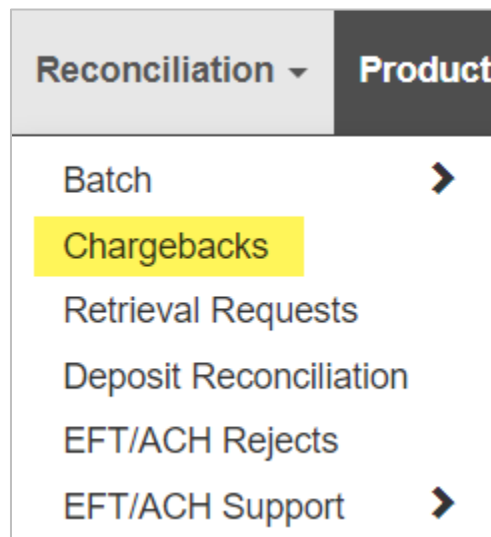 Reconciliation Product
Batch
Chargebacks
Retrieval Requests
Deposit Reconciliation
EFT/ACH Rejects
EFT/ACH Support